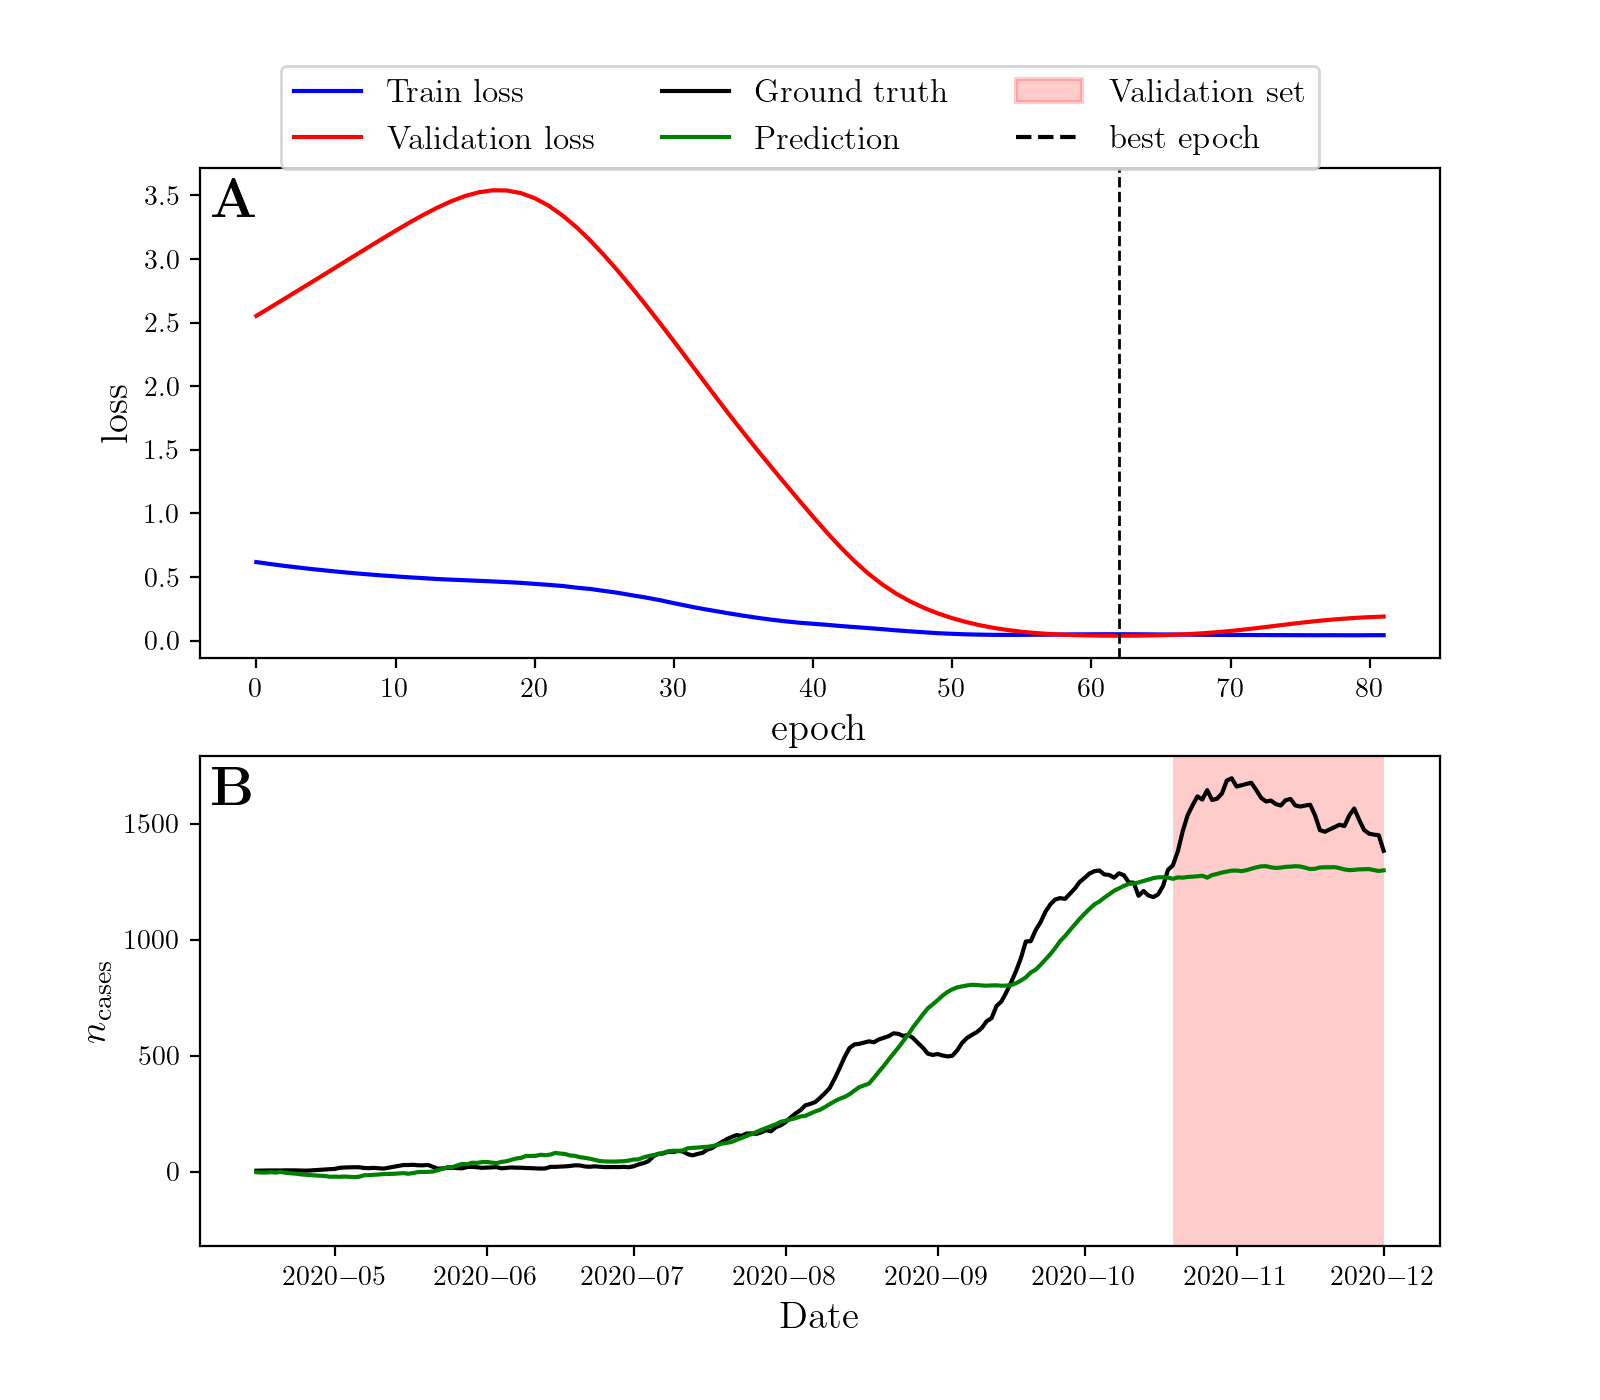 Train loss
Validation loss
Ground truth
Prediction
Validation set
best epoch
A
3.5
3.0
2.5
2.0
1.5
1.0
0.5
0.0
loss
0 10 20 30 40 50 60 70 80
epoch
B
1500
1000
500
0
n_cases
2020−05 2020−06 2020−07 2020−08 2020−09 2020−10 2020−11 2020−12
Date